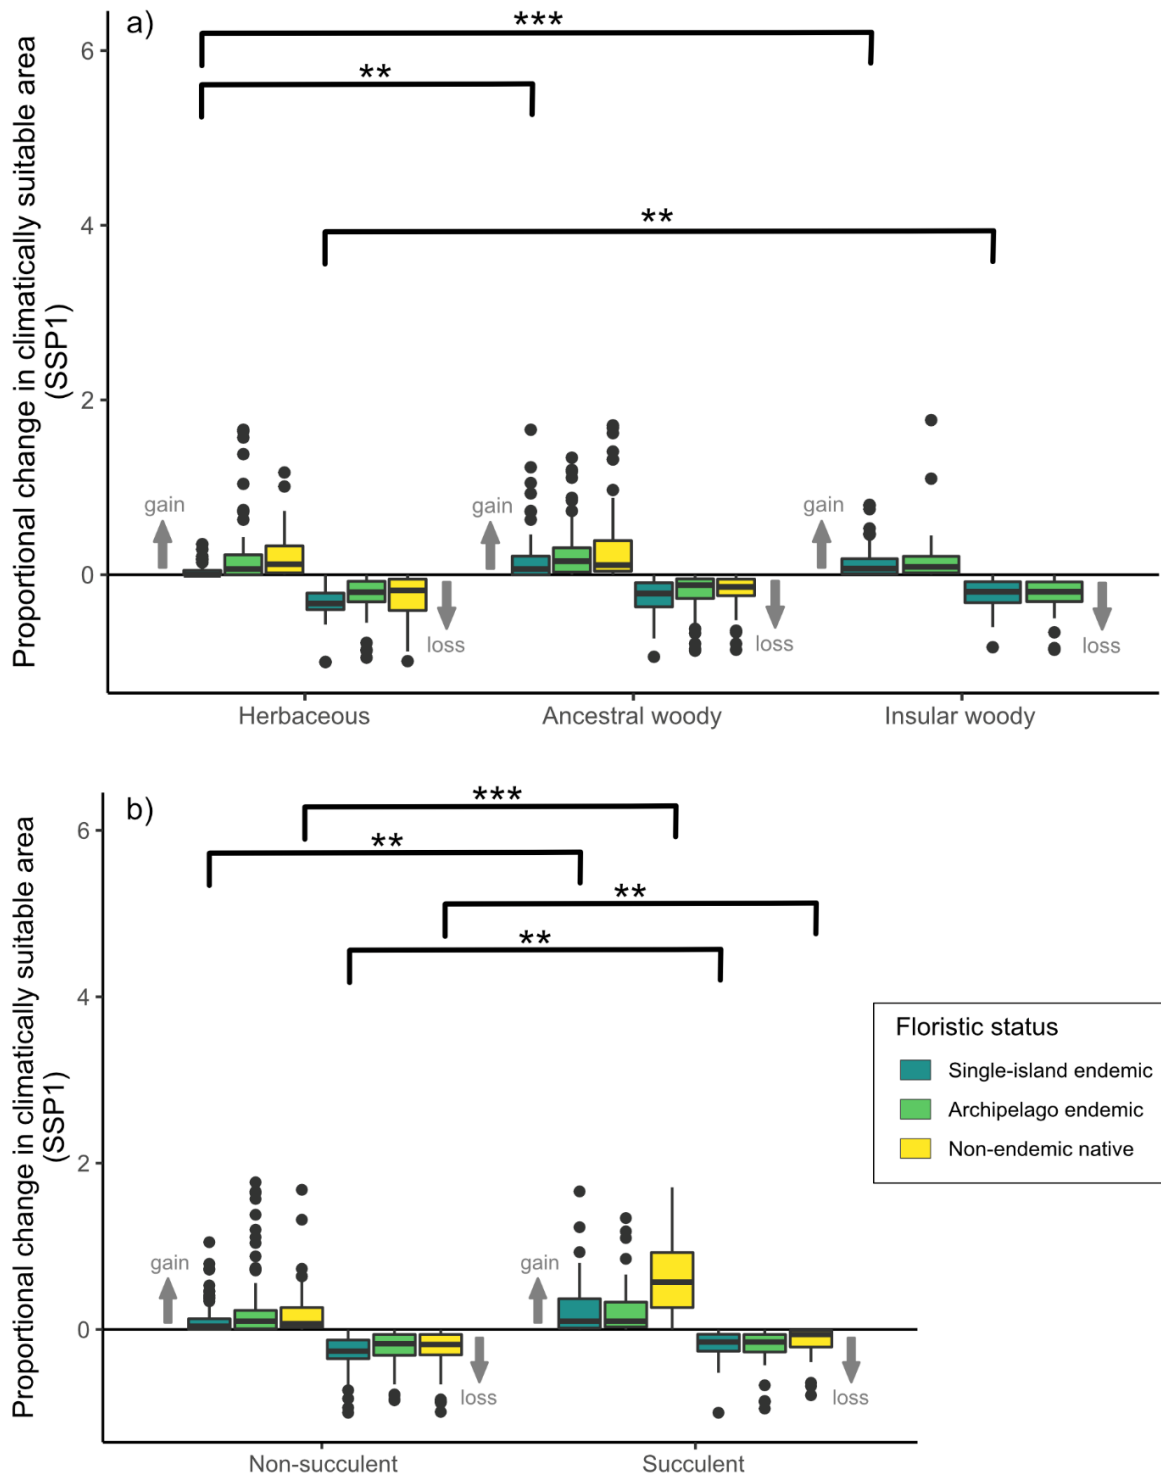 a)
***
**
**
Proportional change in climatically suitable area
(SSP1)
6
4
2
0
gain
loss
gain
loss
gain
loss
Herbaceous
Ancestral woody
Insular woody
b)
***
**
**
**
Proportional change in climatically suitable area
(SSP1)
6
4
2
0
gain
loss
gain
loss
Non-succulent
Succulent
Floristic status
Single-island endemic
Archipelago endemic
Non-endemic native